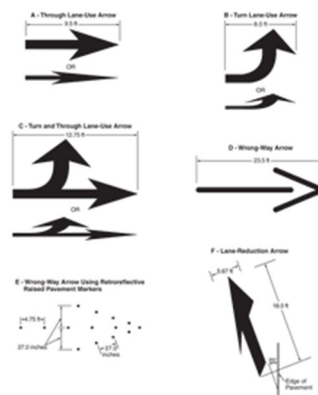 A - Through Lane-Use Arrow
9.5 ft
OR
B - Turn Lane-Use Arrow
8.0 ft
OR
C - Turn and Through Lane-Use Arrow
12.75 ft
OR
D - Wrong-Way Arrow
23.5 ft
E - Wrong-Way Arrow Using Retroreflective
Raised Pavement Markers
4.75 ft
27.0 inches
27.0
inches
F - Lane-Reduction Arrow
5.67 ft
18.0 ft
Edge of
Pavement